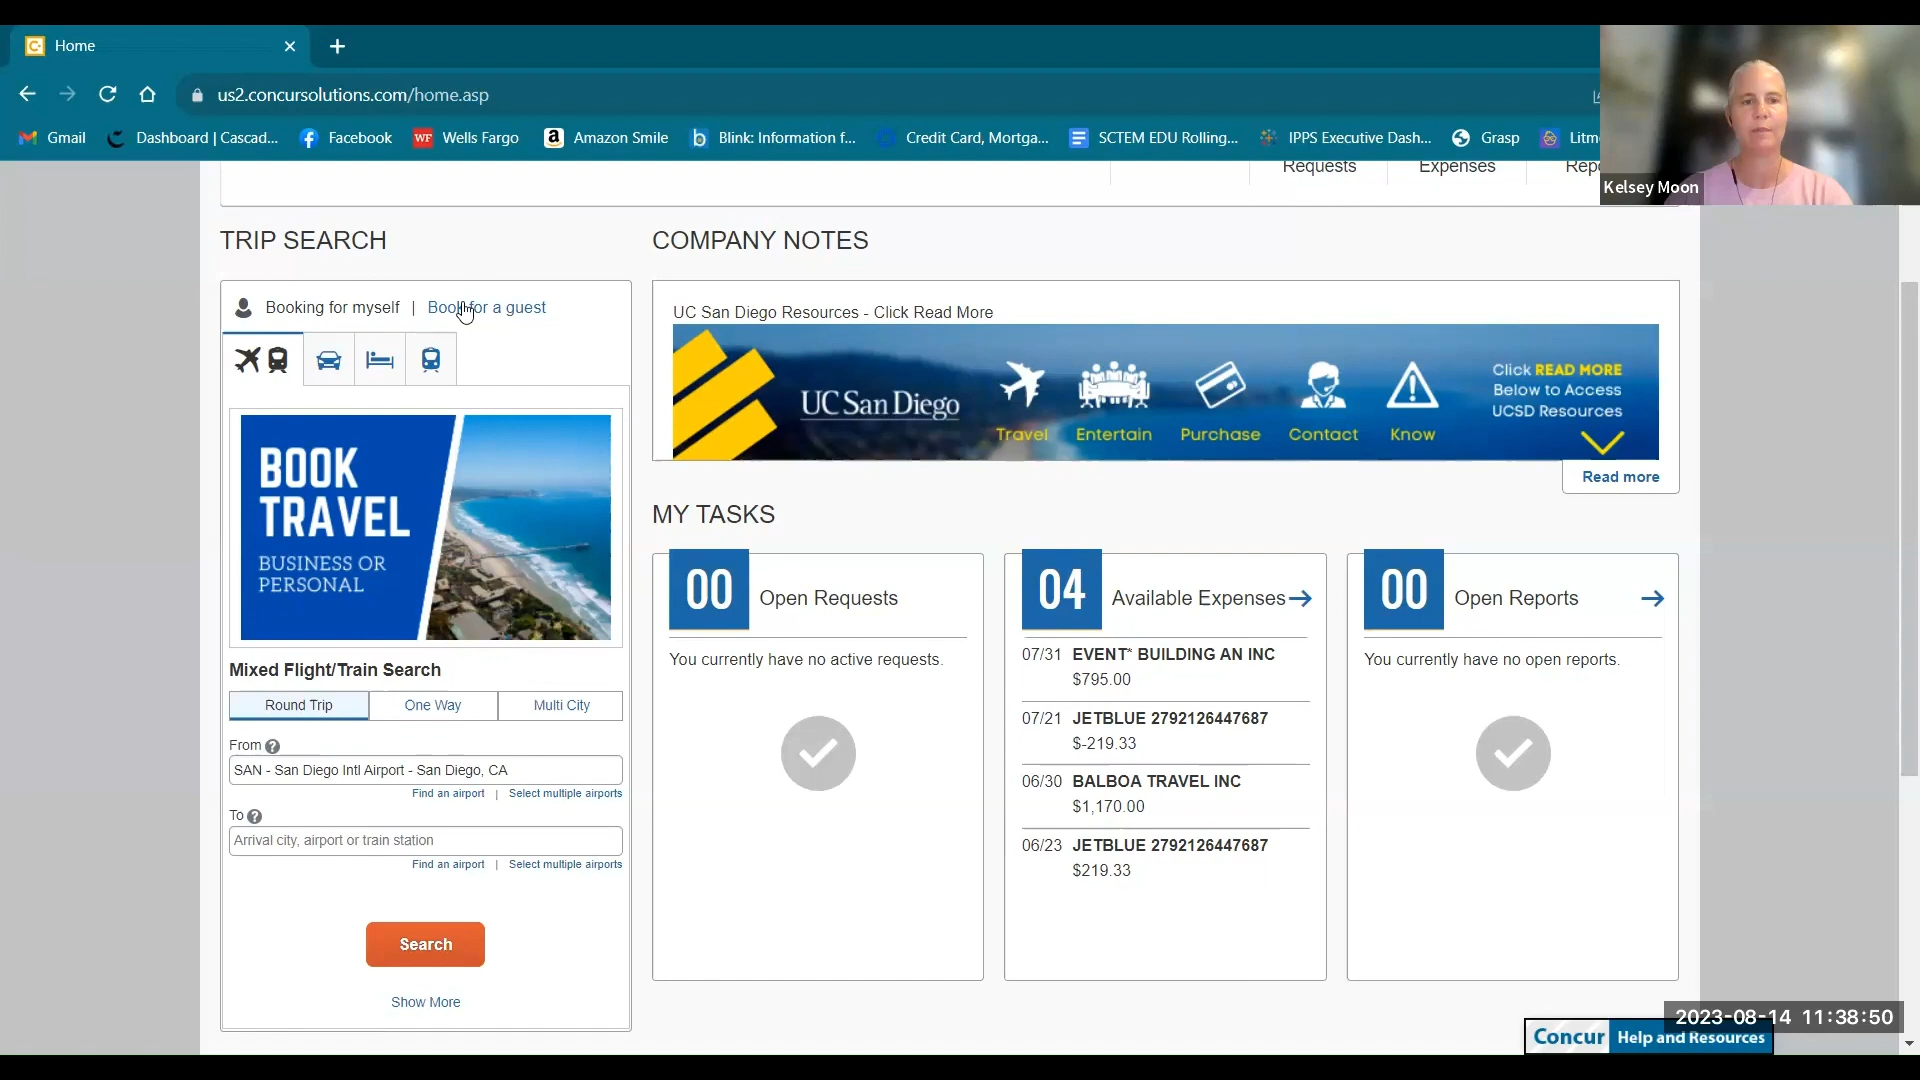 Home
us2.concursolutions.com/home.asp
Gmail
Dashboard | Cascad...
Facebook
WF Wells Fargo
Amazon Smile
Blink: Information f...
Credit Card, Mortga...
SCTEM EDU Rolling...
IPPS Executive Dash...
Grasp
Kelsey Moon
Requests
Expenses
TRIP SEARCH
Booking for myself | Book for a guest
BOOK
TRAVEL
BUSINESS OR
PERSONAL
Mixed Flight/Train Search
Round Trip
One Way
Multi City
From ?
SAN - San Diego Intl Airport - San Diego, CA
Find an airport | Select multiple airports
To ?
Arrival city, airport or train station
Find an airport | Select multiple airports
Search
Show More
COMPANY NOTES
UC San Diego Resources - Click Read More
UC San Diego
Travel
Entertain
Purchase
Contact
Know
Click READ MORE
Below to Access
UCSD Resources
Read more
MY TASKS
00 Open Requests
You currently have no active requests.
04 Available Expenses
07/31 EVENT* BUILDING AN INC
$795.00
07/21 JETBLUE 2792126447687
$-219.33
06/30 BALBOA TRAVEL INC
$1,170.00
06/23 JETBLUE 2792126447687
$219.33
00 Open Reports
You currently have no open reports.
2023-08-14 11:38:50
Concur Help and Resources